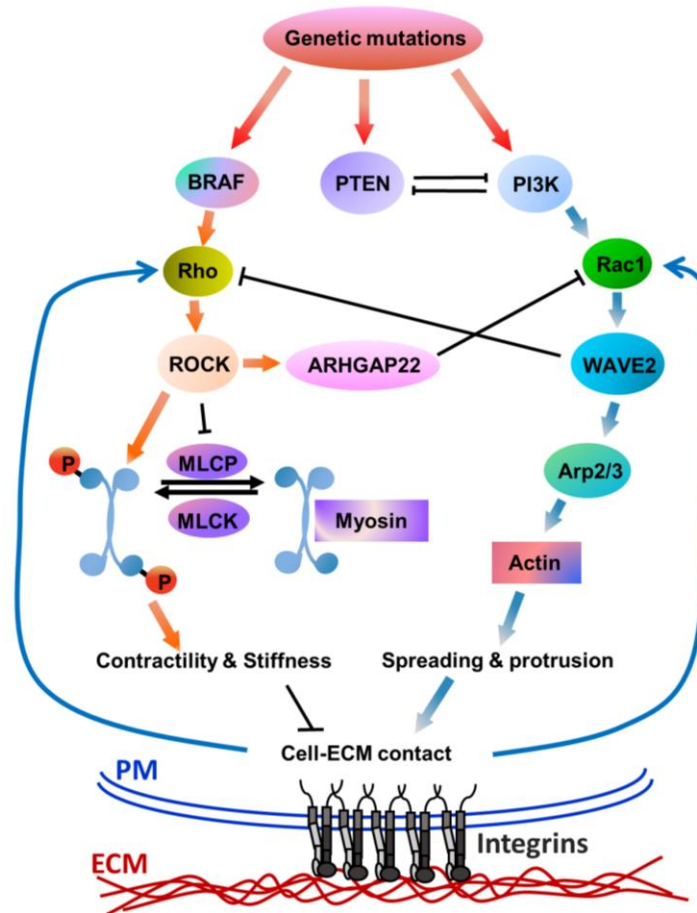 Genetic mutations
BRAF
PTEN
PI3K
Rho
Rac1
ROCK
ARHGAP22
WAVE2
P
MLCP
Arp2/3
MLCK
Myosin
P
Actin
Contractility & Stiffness
Spreading & protrusion
Cell-ECM contact
PM
Integrins
ECM